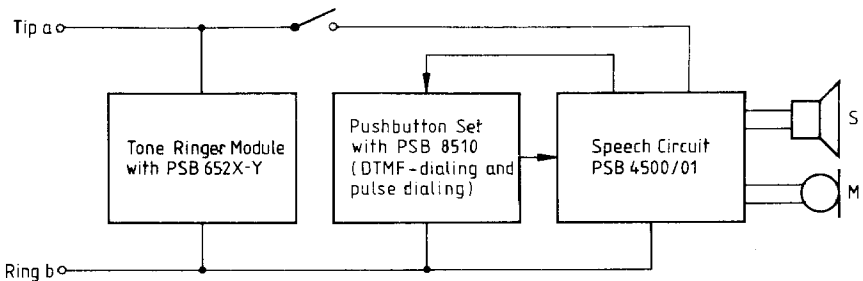 Tip a
Tone Ringer Module
with PSB 652X-Y
Pushbutton Set
with PSB 8510
(DTMF-dialing and
pulse dialing)
Speech Circuit
PSB 4500/01
S
M
Ring b